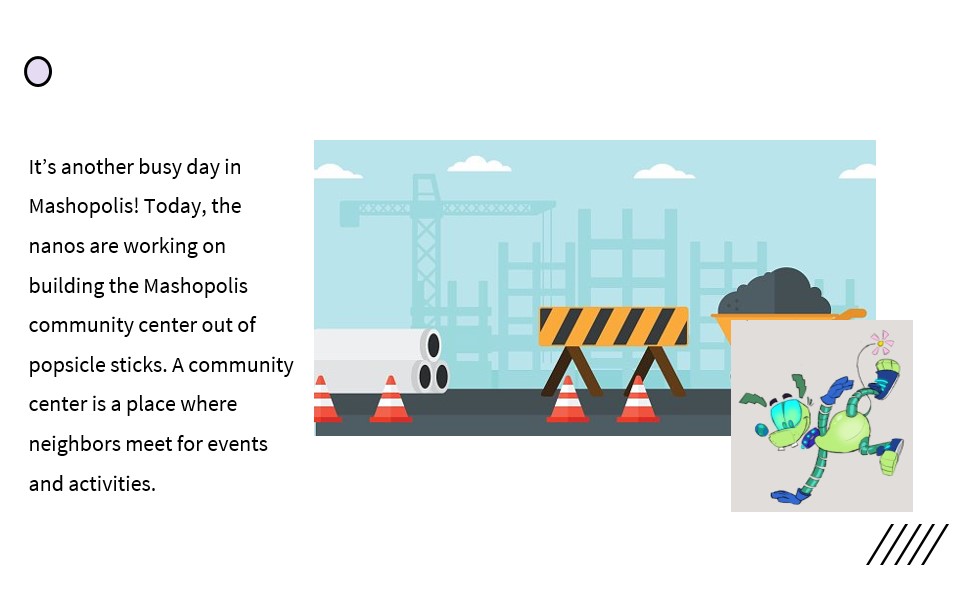 It’s another busy day in
Mashopolis! Today, the
nanos are working on
building the Mashopolis
community center out of
popsicle sticks. A community
center is a place where
neighbors meet for events
and activities.